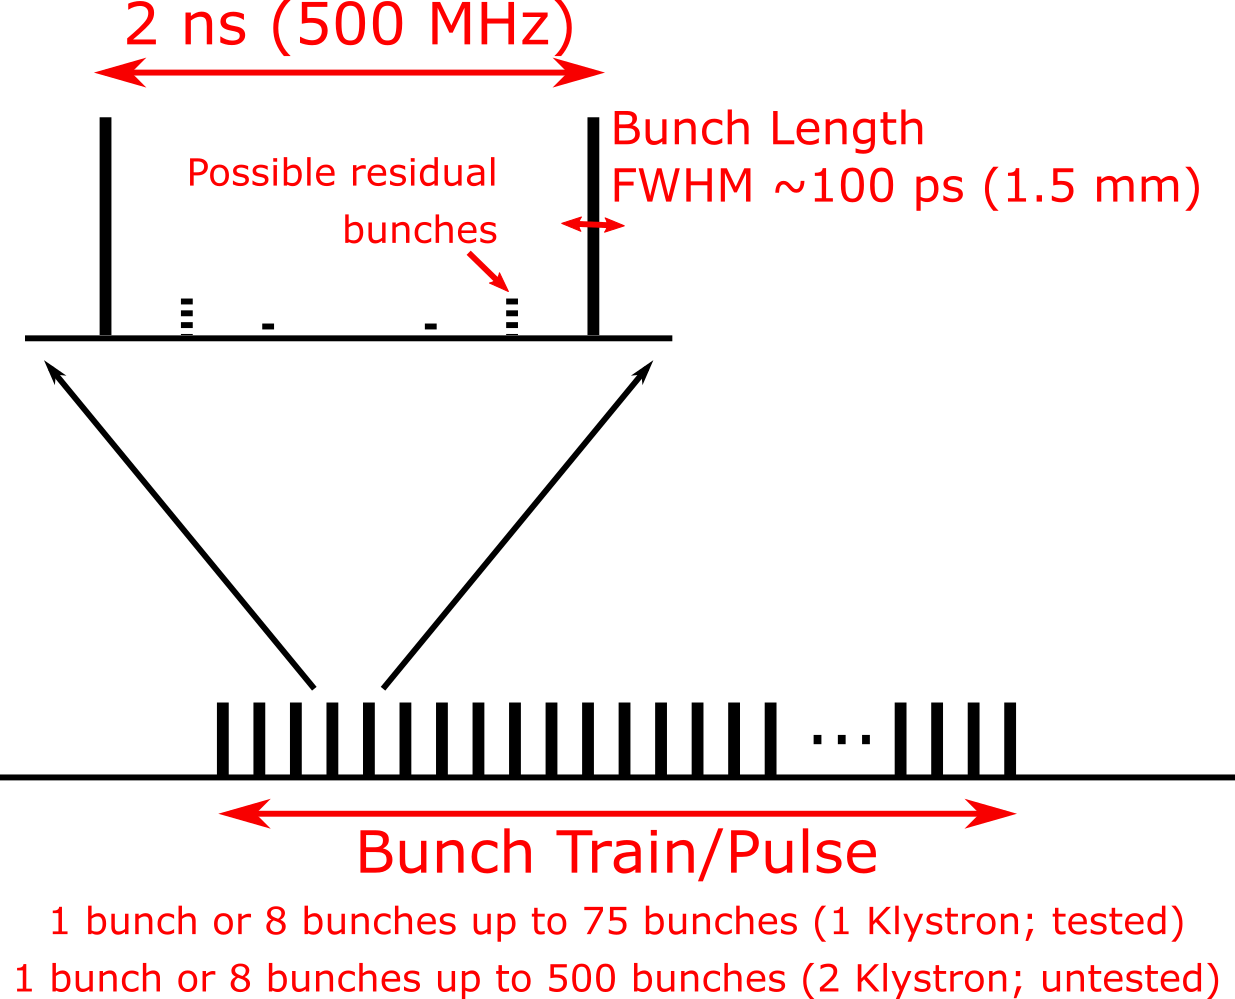 2 ns (500 MHz)
Bunch Length
FWHM ~100 ps (1.5 mm)
Possible residual
bunches
...
Bunch Train/Pulse
1 bunch or 8 bunches up to 75 bunches (1 Klystron; tested)
1 bunch or 8 bunches up to 500 bunches (2 Klystron; untested)